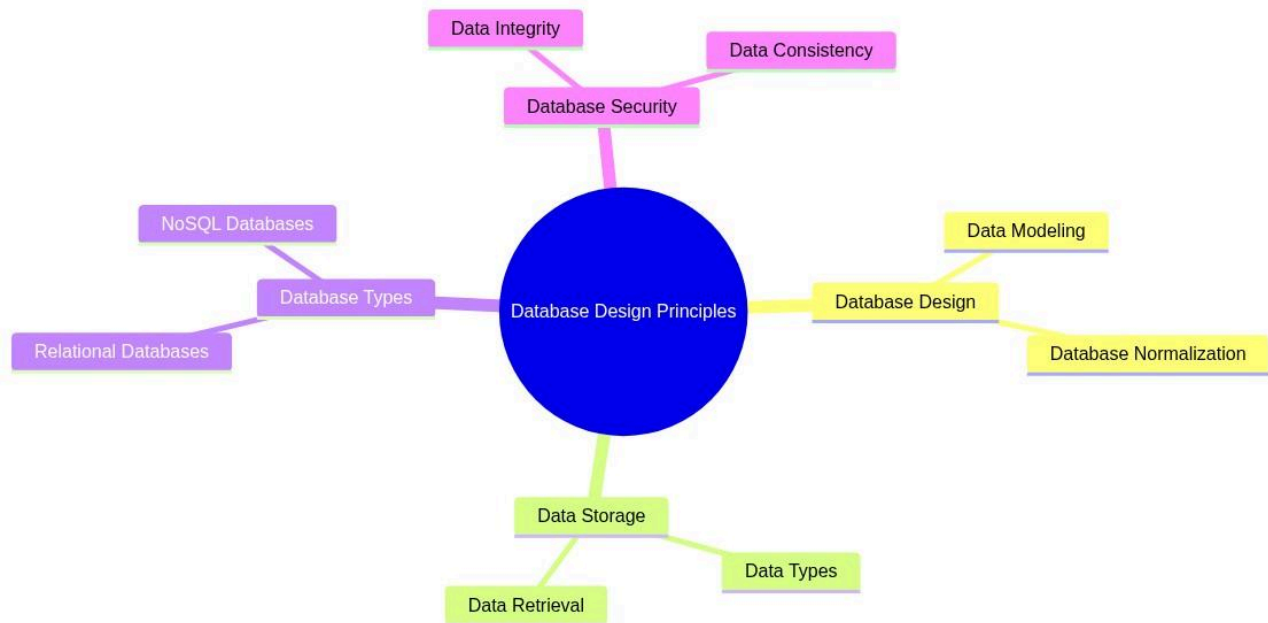 Data Integrity
Data Consistency
Database Security
NoSQL Databases
Data Modeling
Database Types
Database Design
Database Design Principles
Relational Databases
Database Normalization
Data Storage
Data Types
Data Retrieval